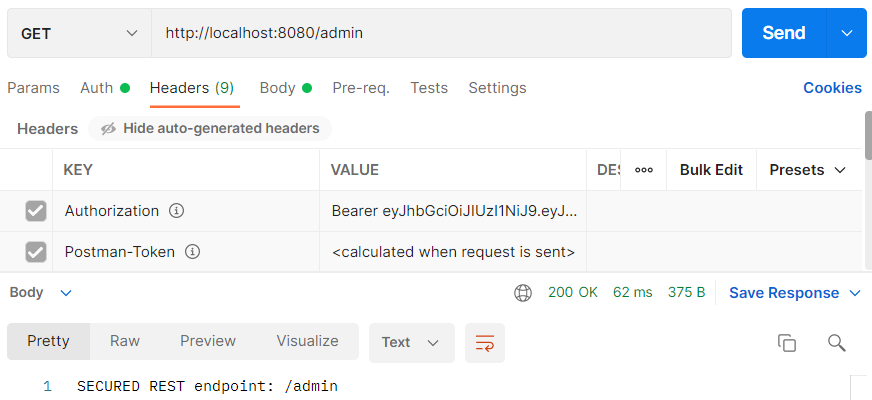 GET http://localhost:8080/admin Send
Params Auth Headers (9) Body Pre-req. Tests Settings Cookies
Headers Hide auto-generated headers
KEY VALUE DES Bulk Edit Presets
Authorization Bearer eyJhbGciOiJIUzI1NiJ9.eyJ...
Postman-Token <calculated when request is sent>
Body 200 OK 62 ms 375 B Save Response
Pretty Raw Preview Visualize Text
1 SECURED REST endpoint: /admin